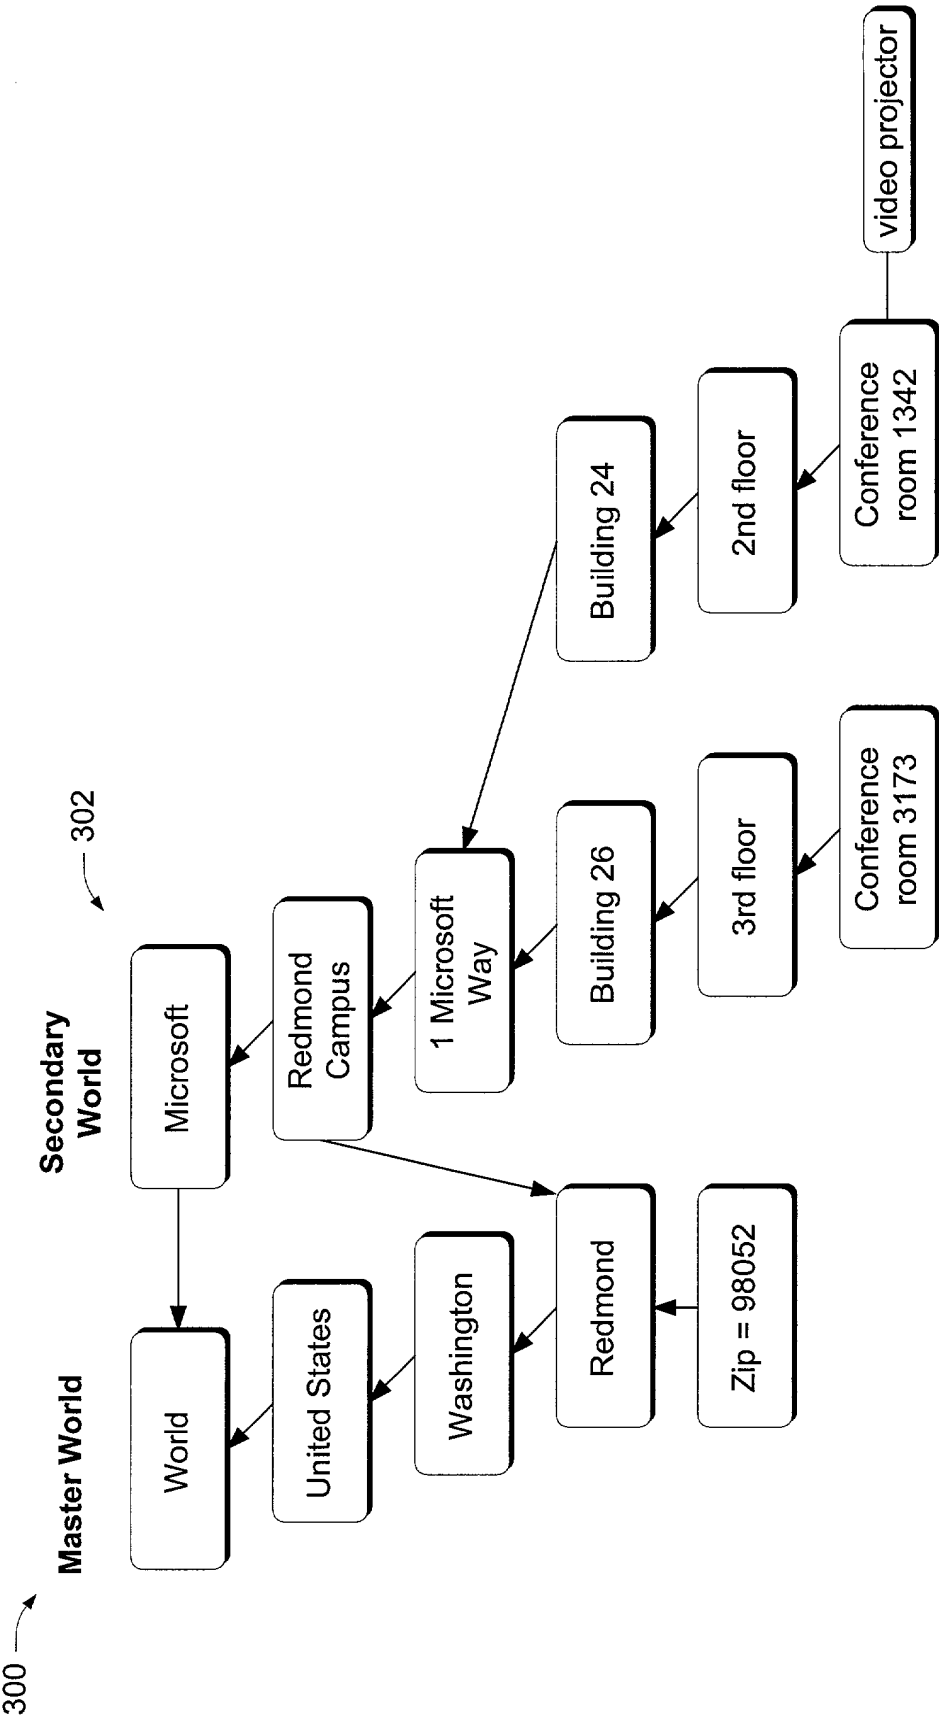 300
Master World
Secondary
World
302
World
Microsoft
United States
Redmond
Campus
Washington
1 Microsoft
Way
Redmond
Building 26
Building 24
Zip = 98052
3rd floor
2nd floor
Conference
room 3173
Conference
room 1342
video projector